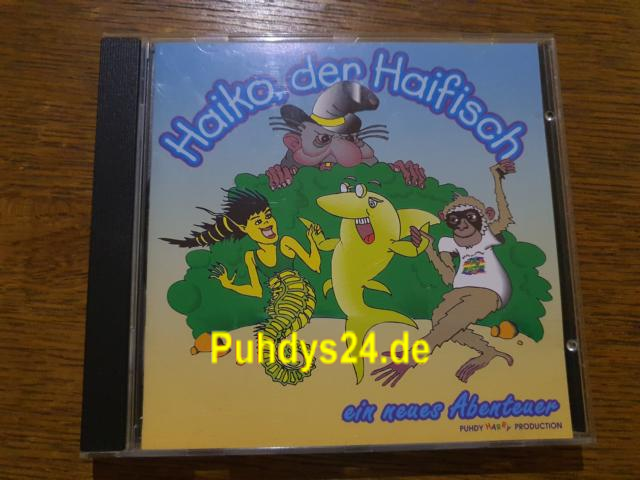 Haiko, der Haifisch
Puhdys24.de
ein neues Abenteuer
PUHDY HARRY PRODUCTION